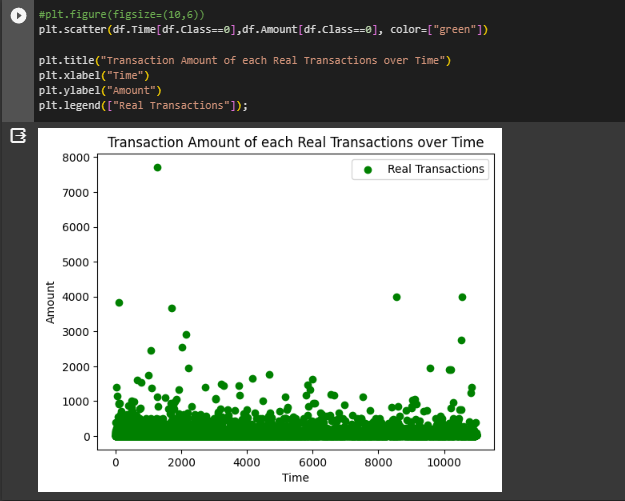 #plt.figure(figsize=(10,6))
plt.scatter(df.Time[df.Class==0],df.Amount[df.Class==0], color=["green"])
plt.title("Transaction Amount of each Real Transactions over Time")
plt.xlabel("Time")
plt.ylabel("Amount")
plt.legend(["Real Transactions"]);
Transaction Amount of each Real Transactions over Time
8000
7000
6000
5000
4000
3000
2000
1000
0
Amount
Real Transactions
0
2000
4000
6000
8000
10000
Time